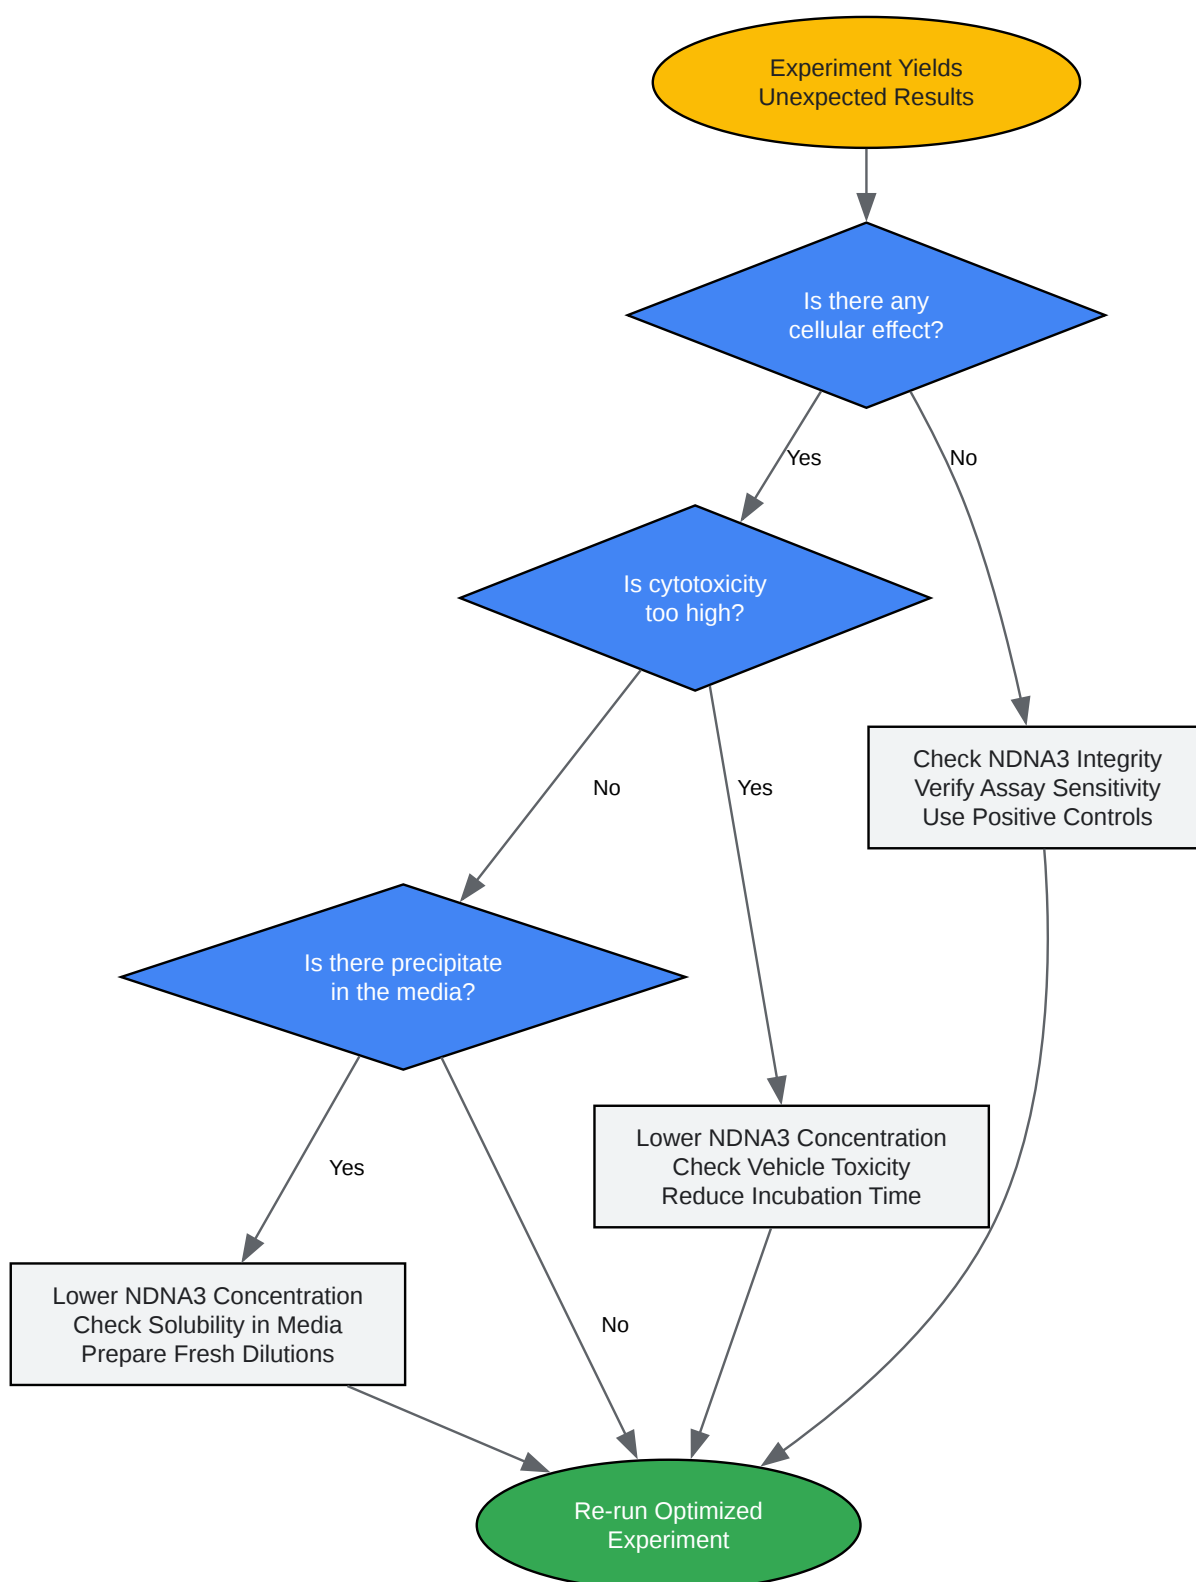 Experiment Yields
Unexpected Results
Is there any
cellular effect?
Yes
No
Is cytotoxicity
too high?
No
Yes
Check NDNA3 Integrity
Verify Assay Sensitivity
Use Positive Controls
Is there precipitate
in the media?
Yes
No
Lower NDNA3 Concentration
Check Vehicle Toxicity
Reduce Incubation Time
Lower NDNA3 Concentration
Check Solubility in Media
Prepare Fresh Dilutions
Re-run Optimized
Experiment